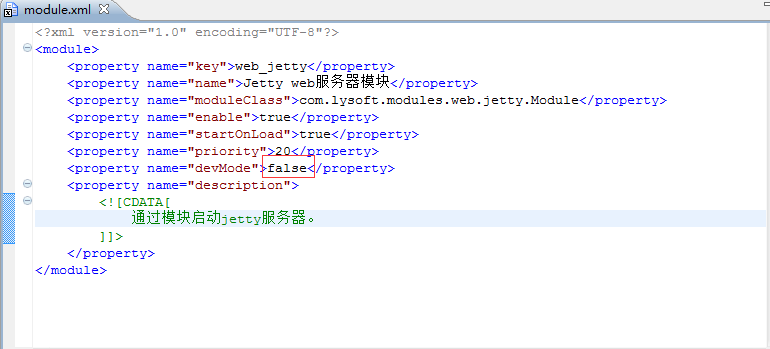 module.xml
<?xml version="1.0" encoding="UTF-8"?>
<module>
<property name="key">web_jetty</property>
<property name="name">Jetty web服务器模块</property>
<property name="moduleClass">com.lysoft.modules.web.jetty.Module</property>
<property name="enable">true</property>
<property name="startOnLoad">true</property>
<property name="priority">20</property>
<property name="devMode">false</property>
<property name="description">
<![CDATA[
通过模块启动jetty服务器。
]]>
</property>
</module>